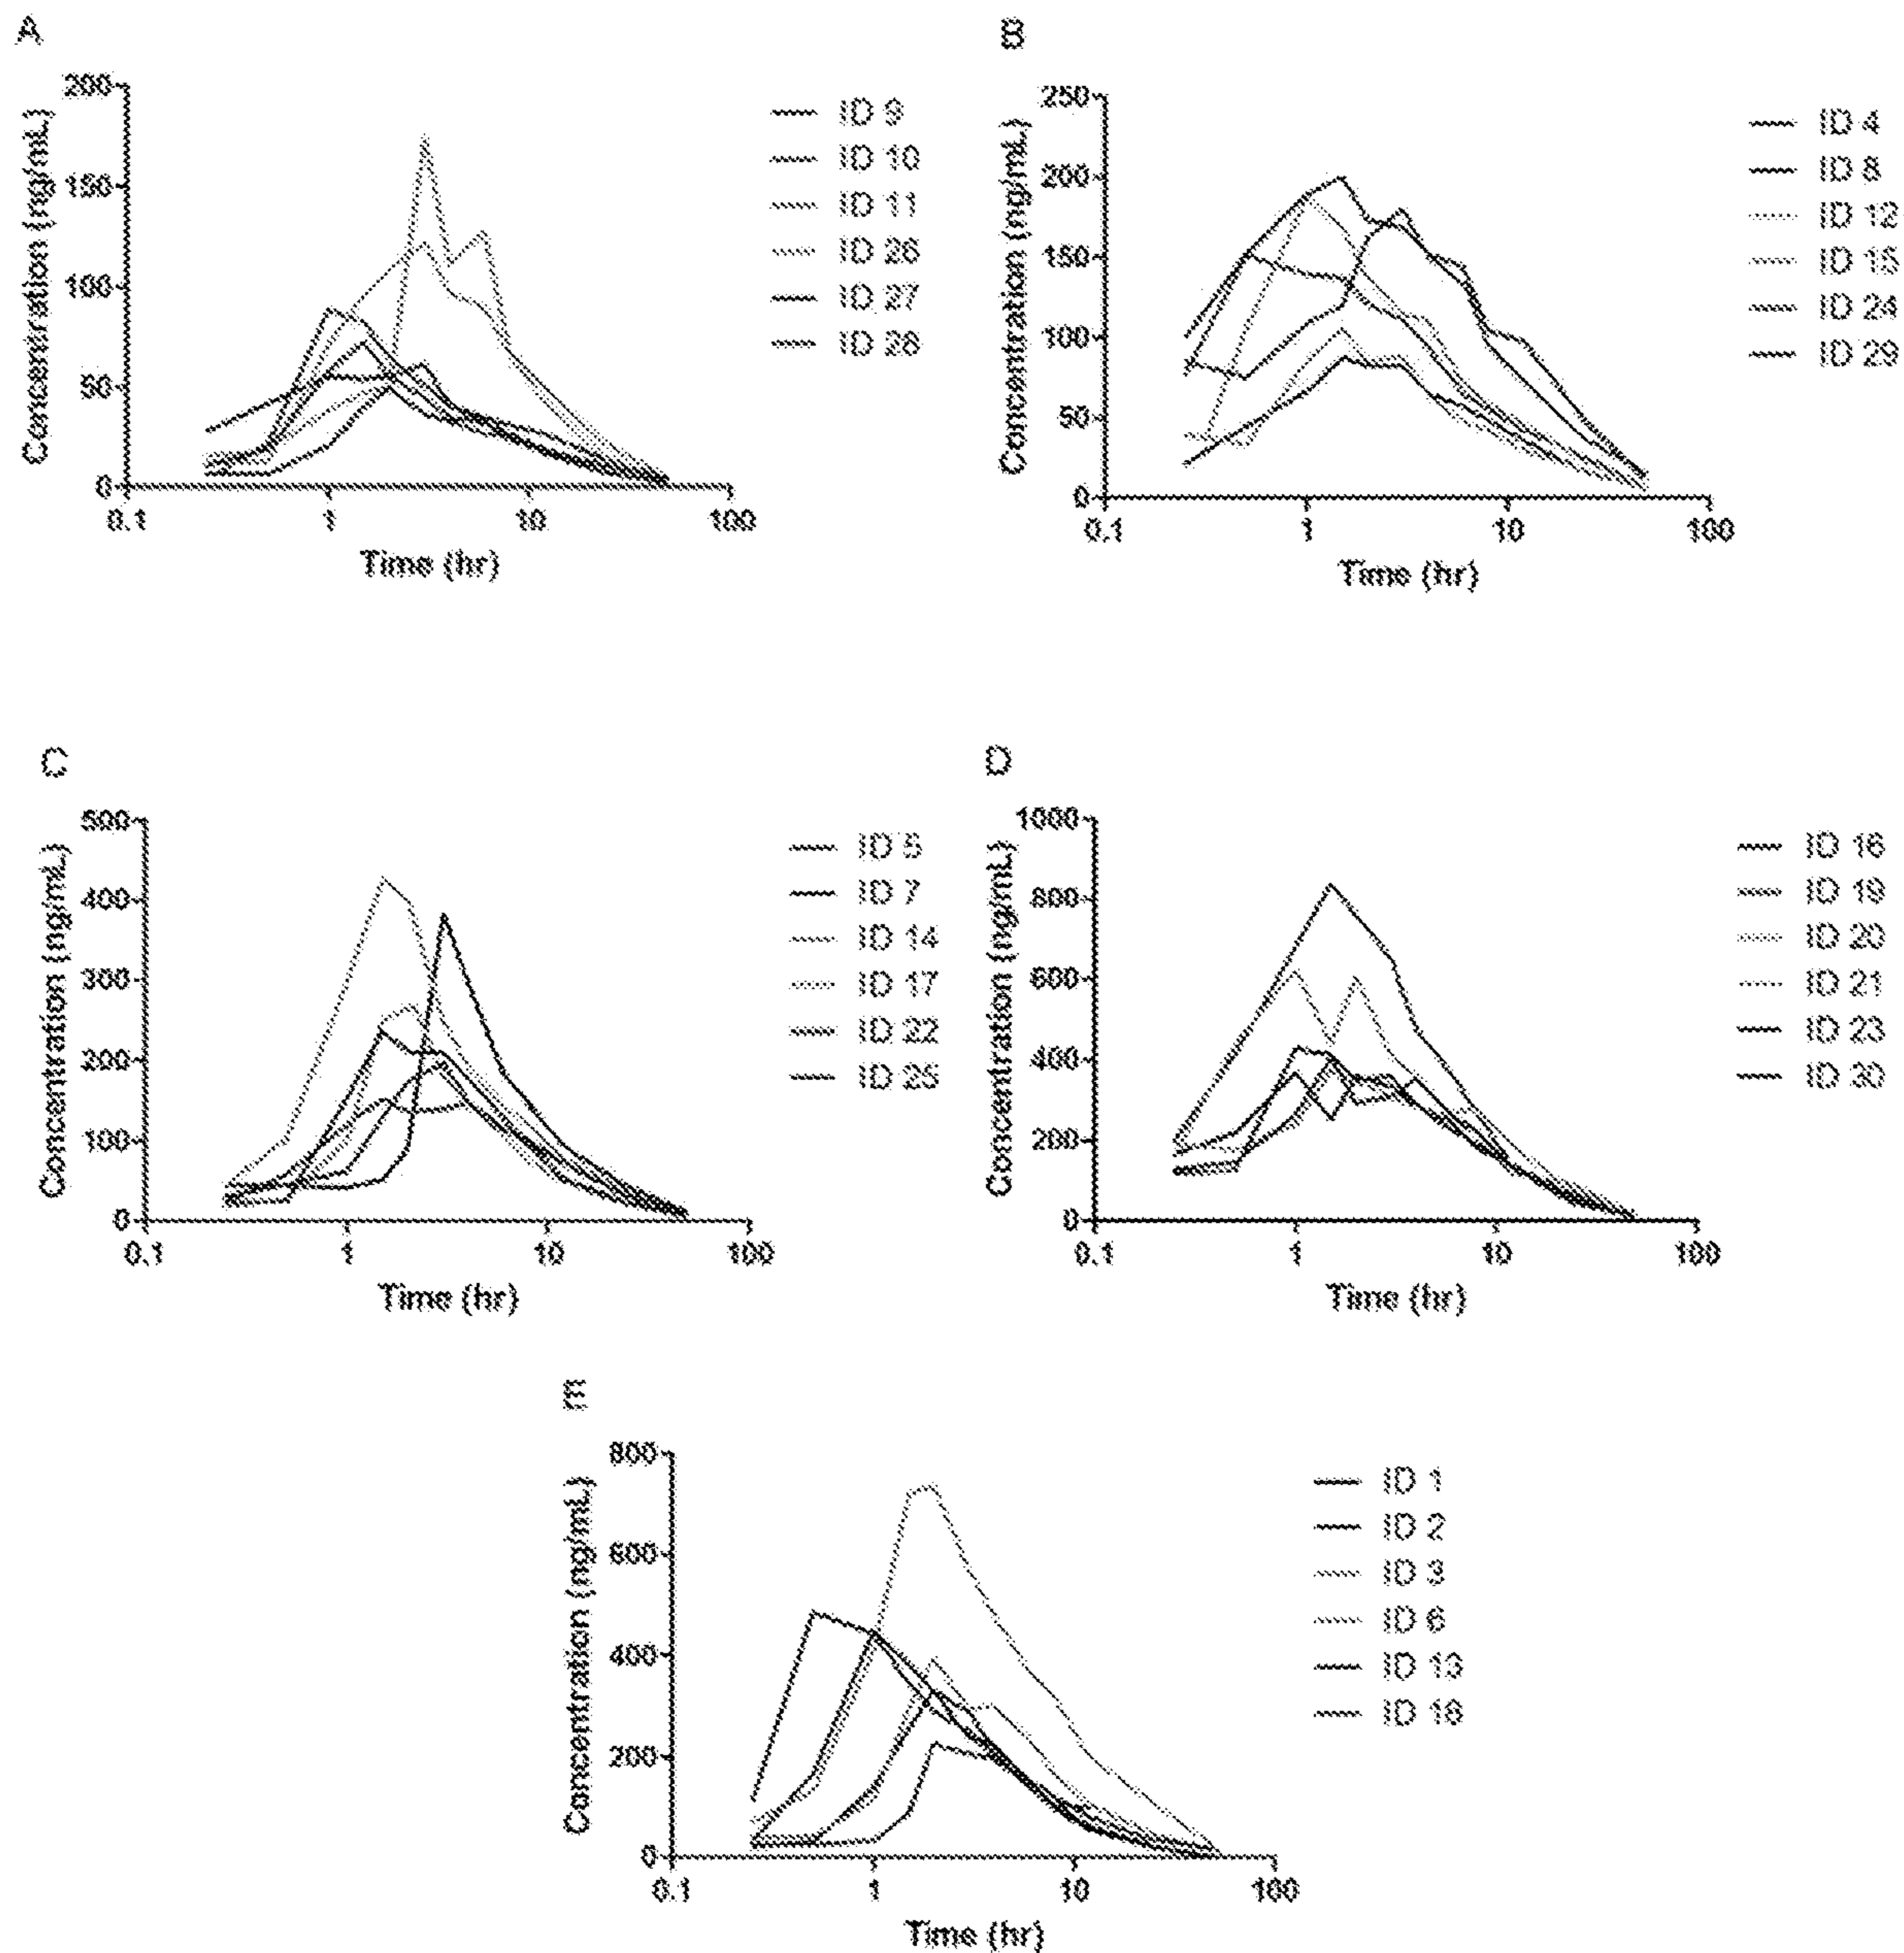 A
Concentration (ng/mL)
200
150
100
50
0
0.1
1
10
100
Time (hr)
ID 9
ID 10
ID 11
ID 26
ID 27
ID 28
B
Concentration (ng/mL)
250
200
150
100
50
0
0.1
1
10
100
Time (hr)
ID 4
ID 8
ID 12
ID 15
ID 24
ID 29
C
Concentration (ng/mL)
500
400
300
200
100
0
0.1
1
10
100
Time (hr)
ID 5
ID 7
ID 14
ID 17
ID 22
ID 25
D
Concentration (ng/mL)
1000
800
600
400
200
0
0.1
1
10
100
Time (hr)
ID 16
ID 19
ID 20
ID 21
ID 23
ID 30
E
Concentration (ng/mL)
800
600
400
200
0
0.1
1
10
100
Time (hr)
ID 1
ID 2
ID 3
ID 6
ID 13
ID 18